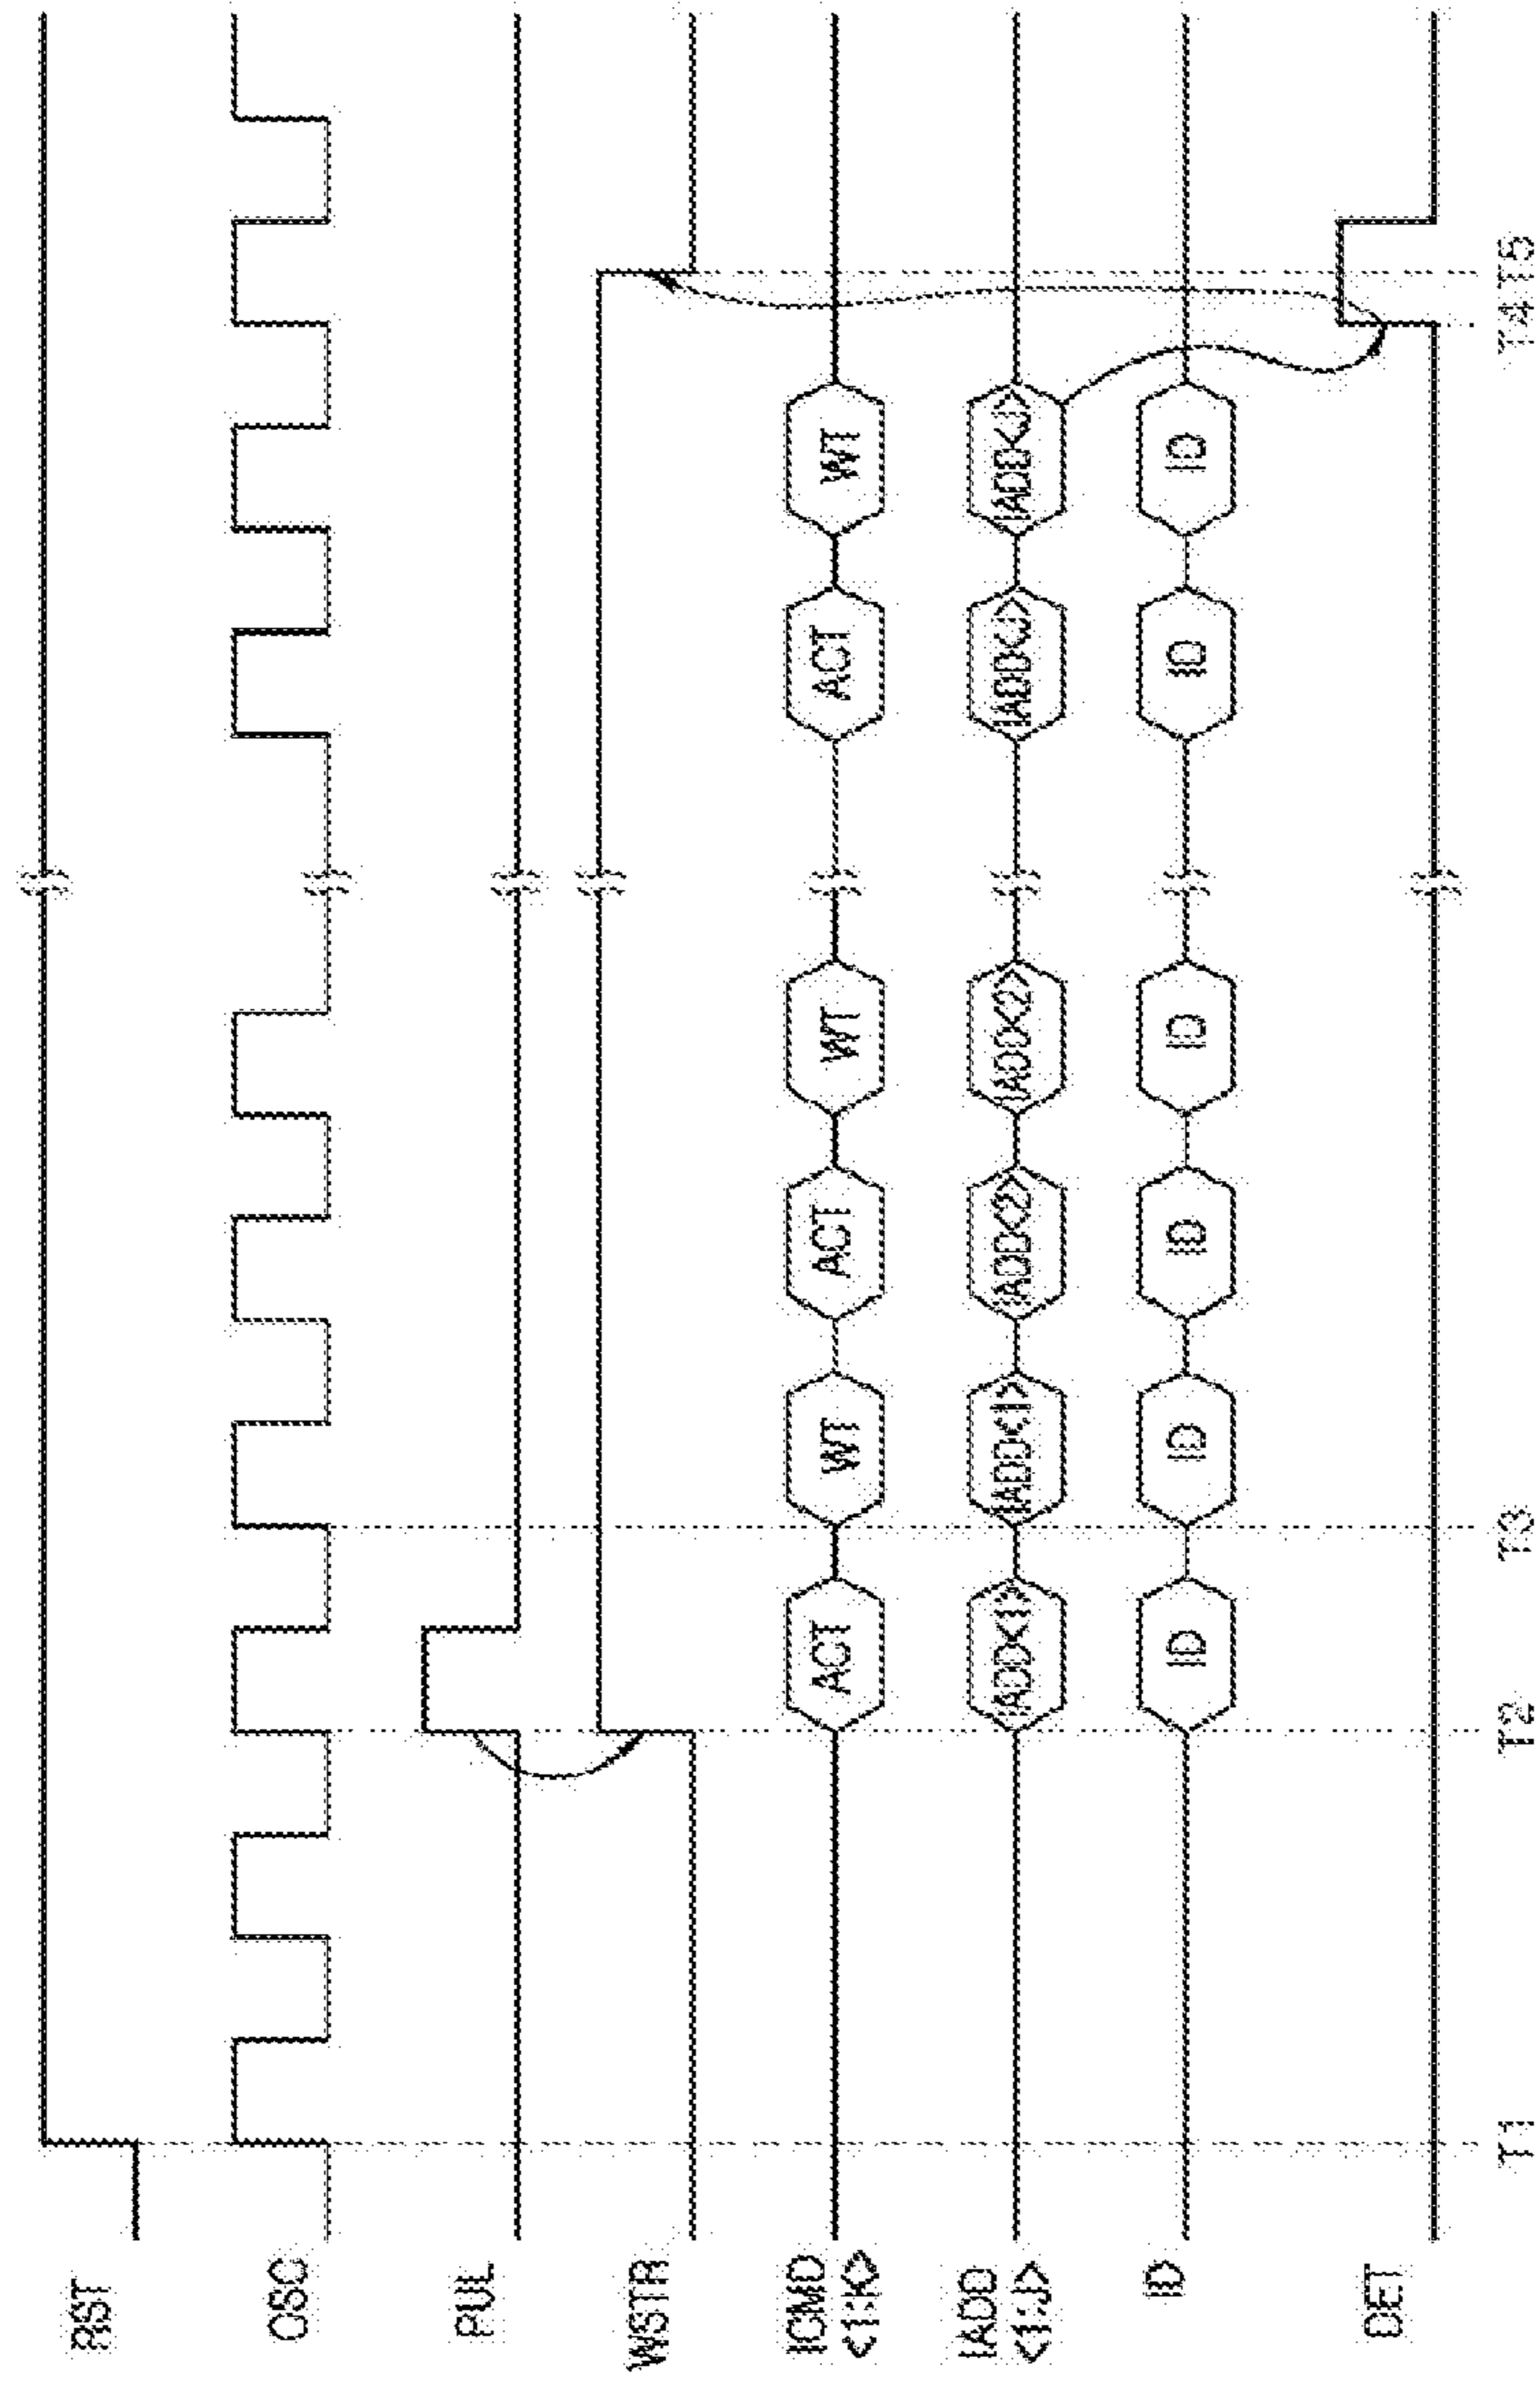 RST
OSC
PUL
WSTR
ICMD
<1:K>
ACT WT ACT WT ACT WT
IADD
<1:J>
IADD<1> IADD<1> IADD<2> IADD<2> IADD<J> IADD<J>
ID
ID ID ID ID ID ID
DET
T1 T2 T3 T4 T5